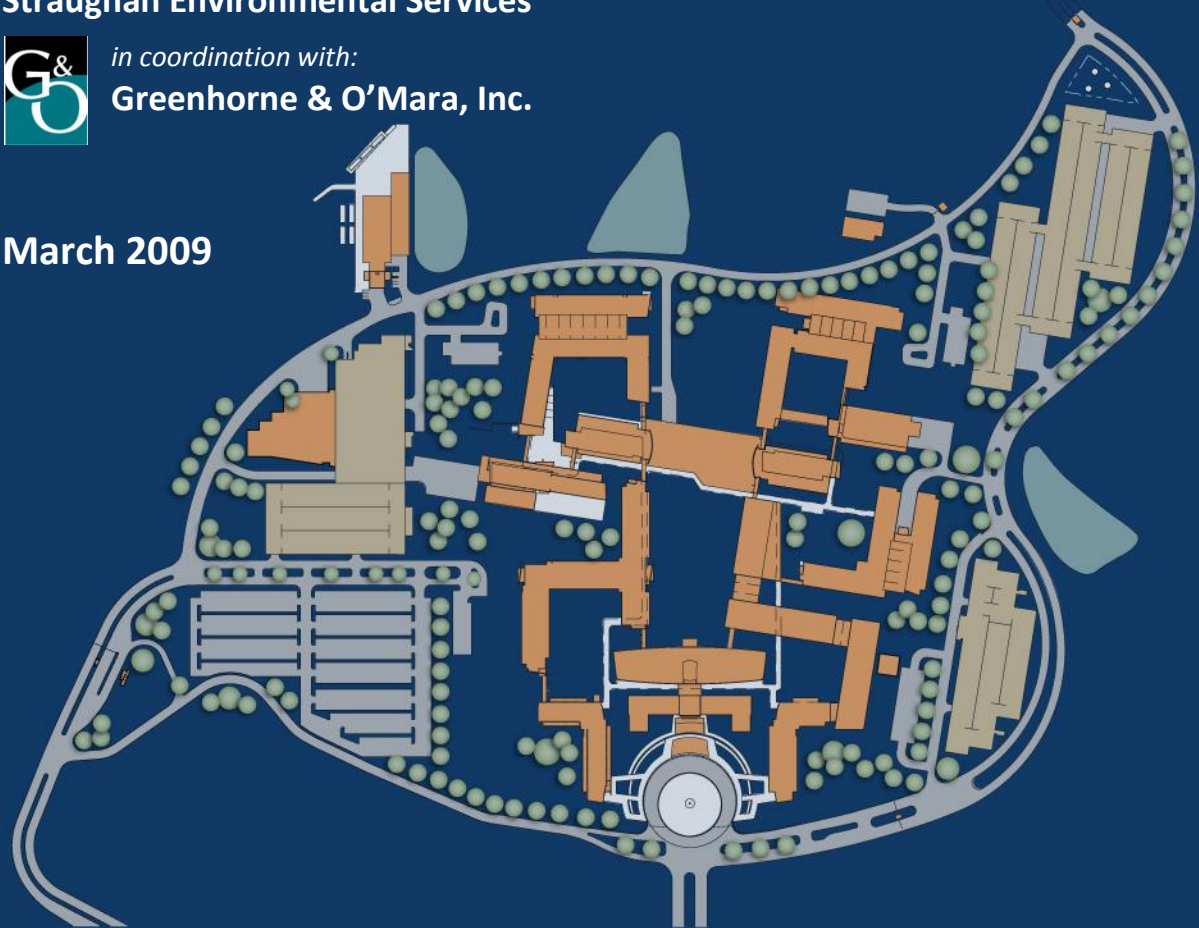 Straughan Environmental Services
G&O
in coordination with:
Greenhorne & O’Mara, Inc.
March 2009